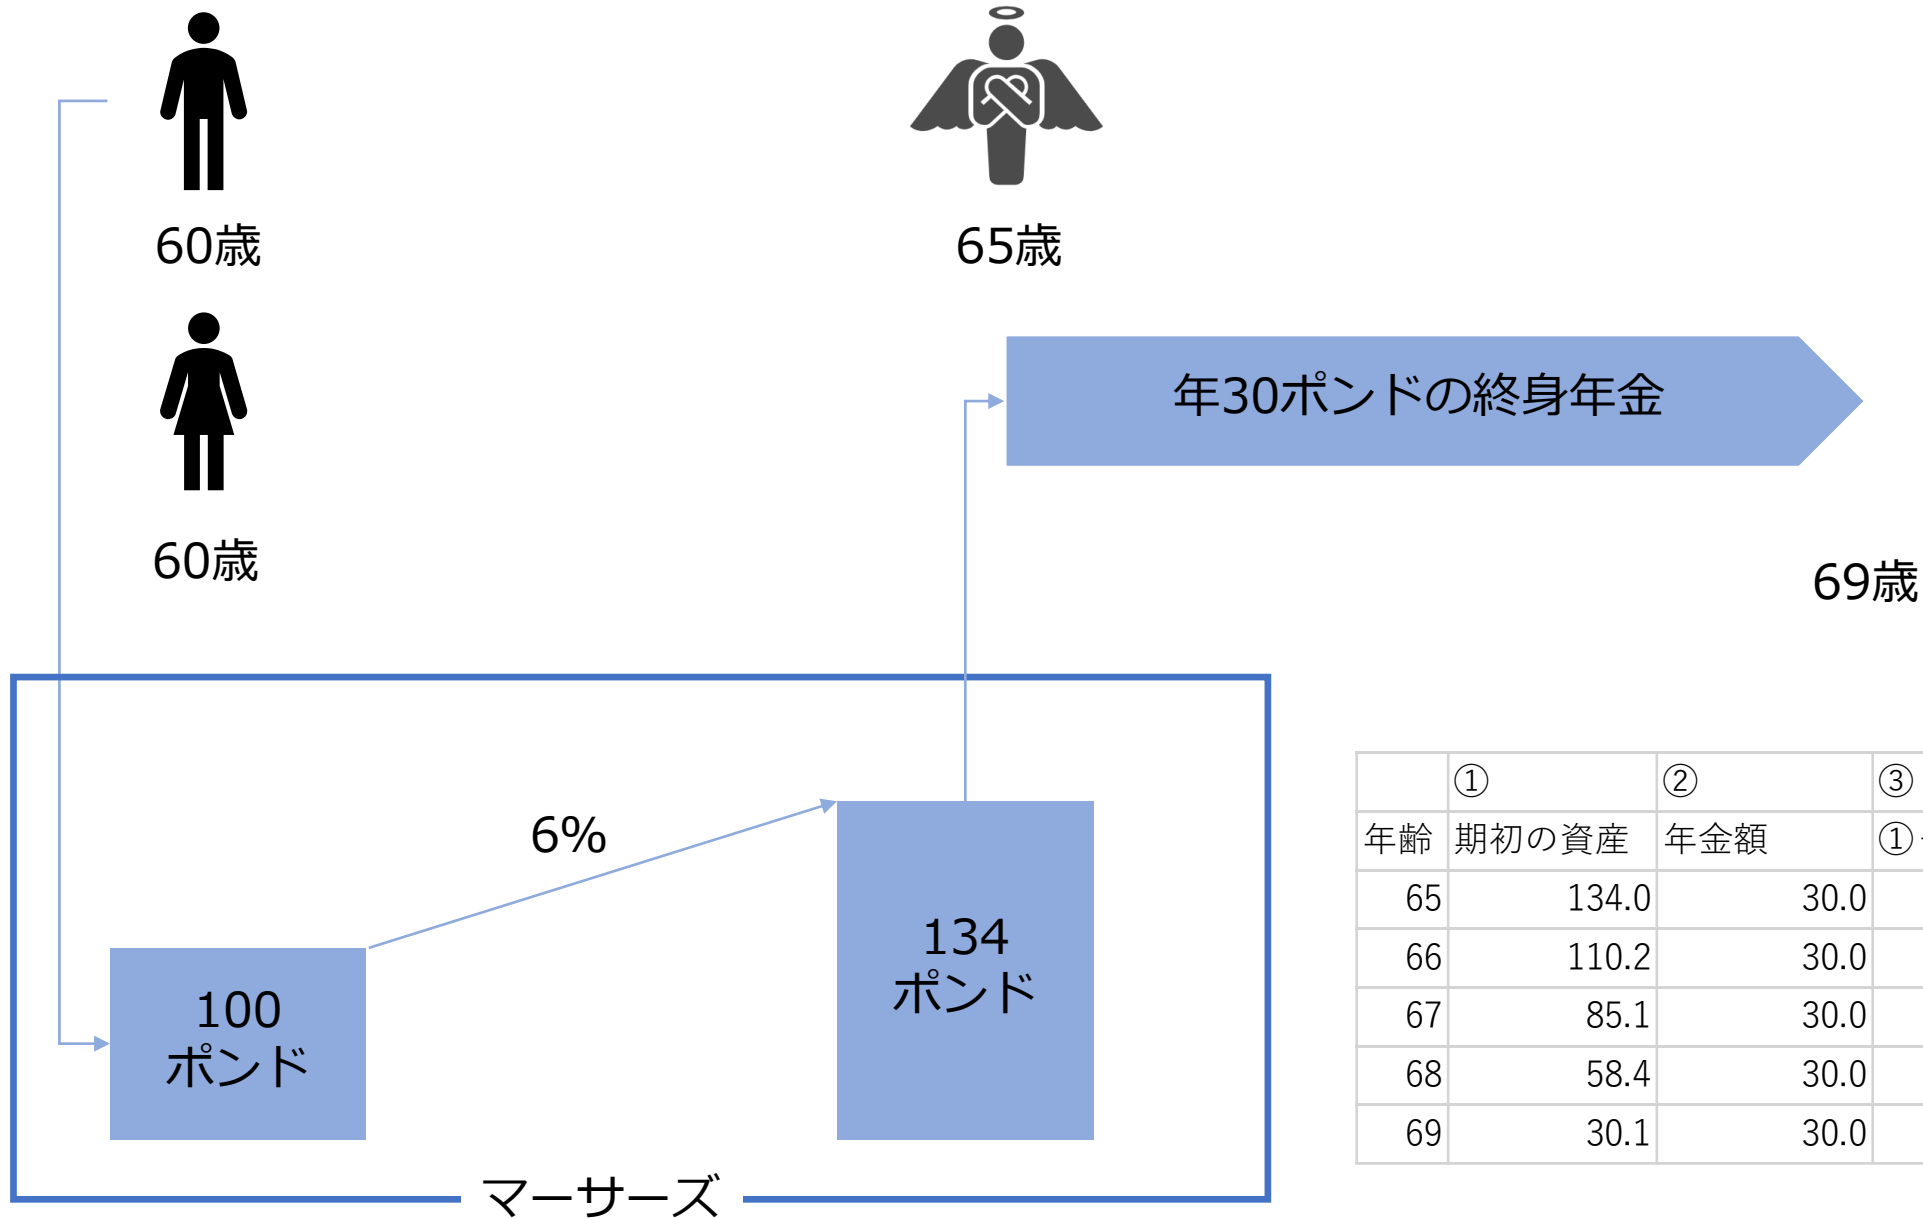 60歳
65歳
年30ポンドの終身年金
60歳
69歳
6%
134
ポンド
100
ポンド
マーサーズ
① ② ③
年齢 期初の資産 年金額 ①
65 134.0 30.0
66 110.2 30.0
67 85.1 30.0
68 58.4 30.0
69 30.1 30.0